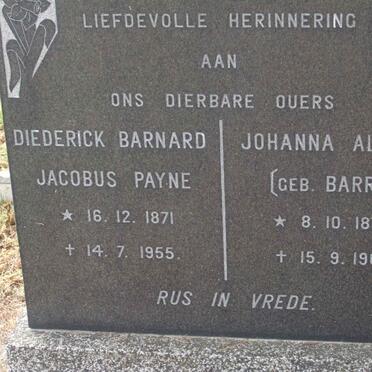 LIEFDEVOLLE HERINNERING
AAN
ONS DIERBARE OUERS
DIEDERICK BARNARD
JACOBUS PAYNE
★ 16.12.1871
✝ 14.7.1955.
JOHANNA
(GEB.
★ 8.10.
✝ 15.9.
RUS IN VREDE.